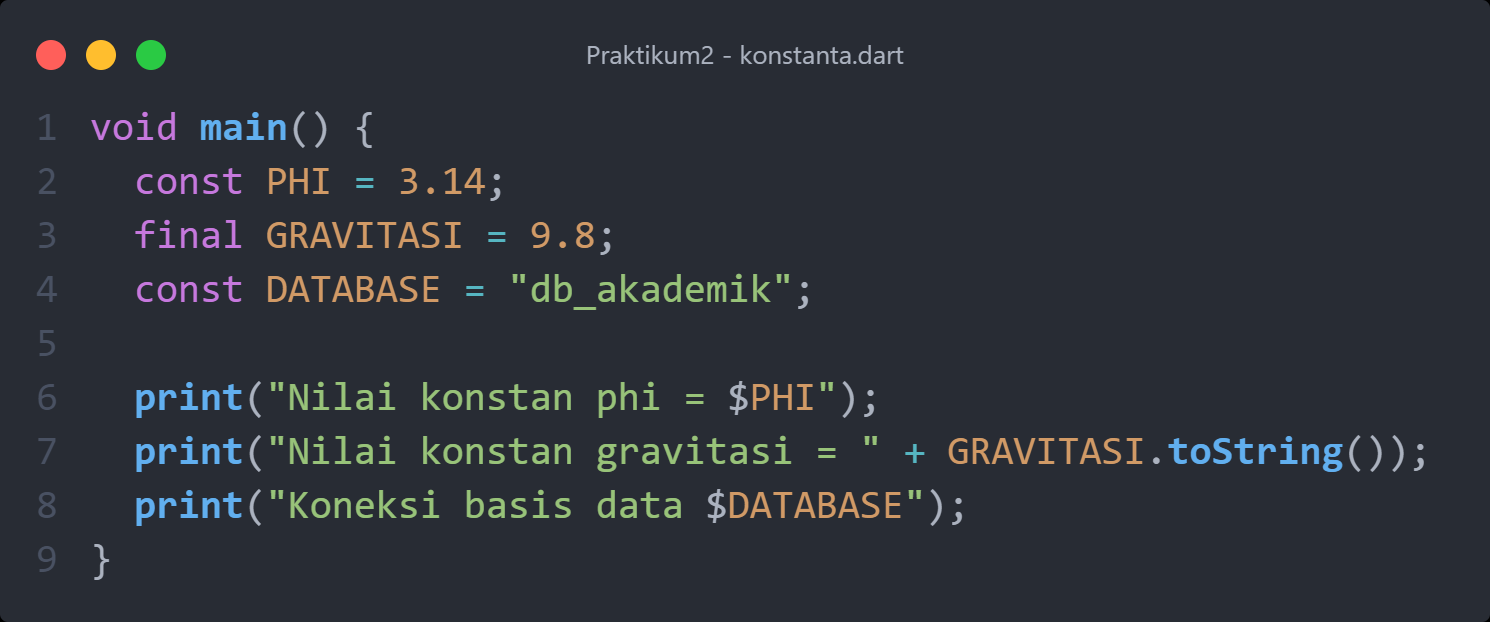 Praktikum2 - konstanta.dart
1 void main() {
2   const PHI = 3.14;
3   final GRAVITASI = 9.8;
4   const DATABASE = "db_akademik";
5
6   print("Nilai konstan phi = $PHI");
7   print("Nilai konstan gravitasi = " + GRAVITASI.toString());
8   print("Koneksi basis data $DATABASE");
9 }